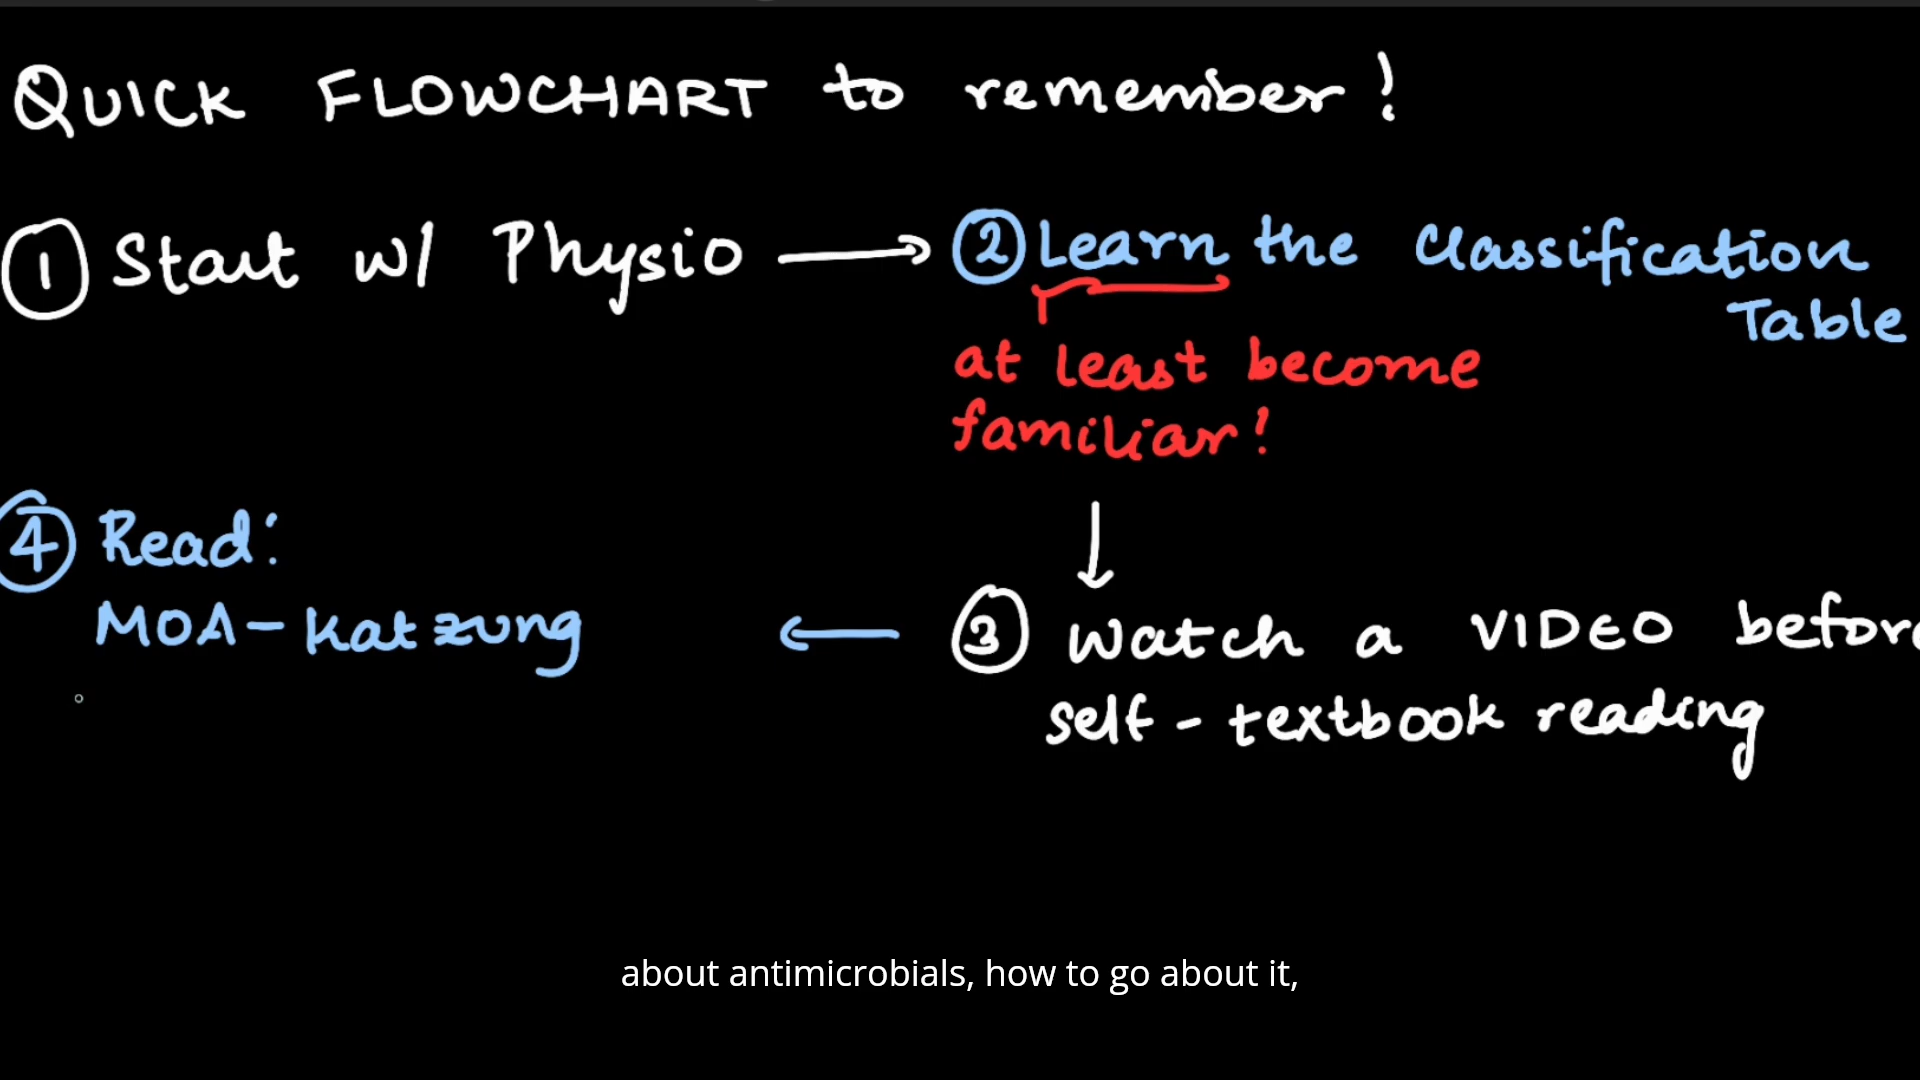 QUICK FLOWCHART to remember!
① Start w/ Physio → ② Learn the Classification
Table
at least become
familiar!
↓
④ Read:
MOA - Katzung
← ③ Watch a VIDEO before
self - textbook reading
about antimicrobials, how to go about it,